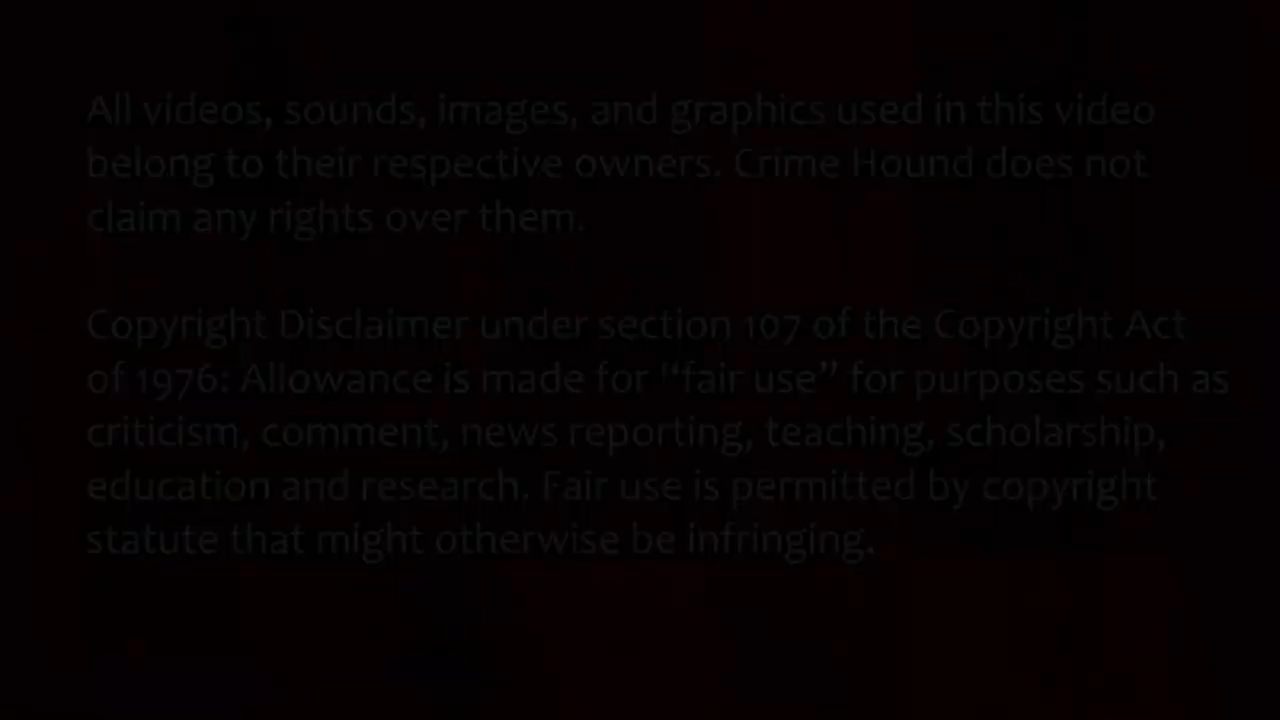 All videos, sounds, images, and graphics used in this video
belong to their respective owners. Crime Hound does not
claim any rights over them.
Copyright Disclaimer under section 107 of the Copyright Act
of 1976: Allowance is made for “fair use” for purposes such as
criticism, comment, news reporting, teaching, scholarship,
education and research. Fair use is permitted by copyright
statute that might otherwise be infringing.